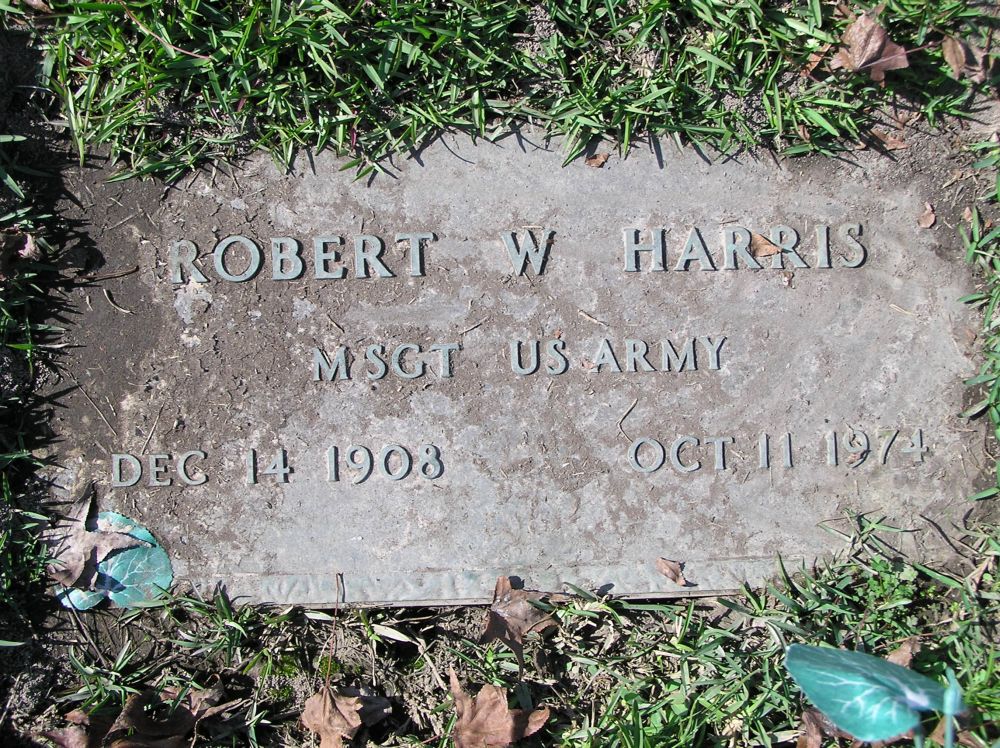 ROBERT W HARRIS
MSGT US ARMY
DEC 14 1908 OCT 11 1974